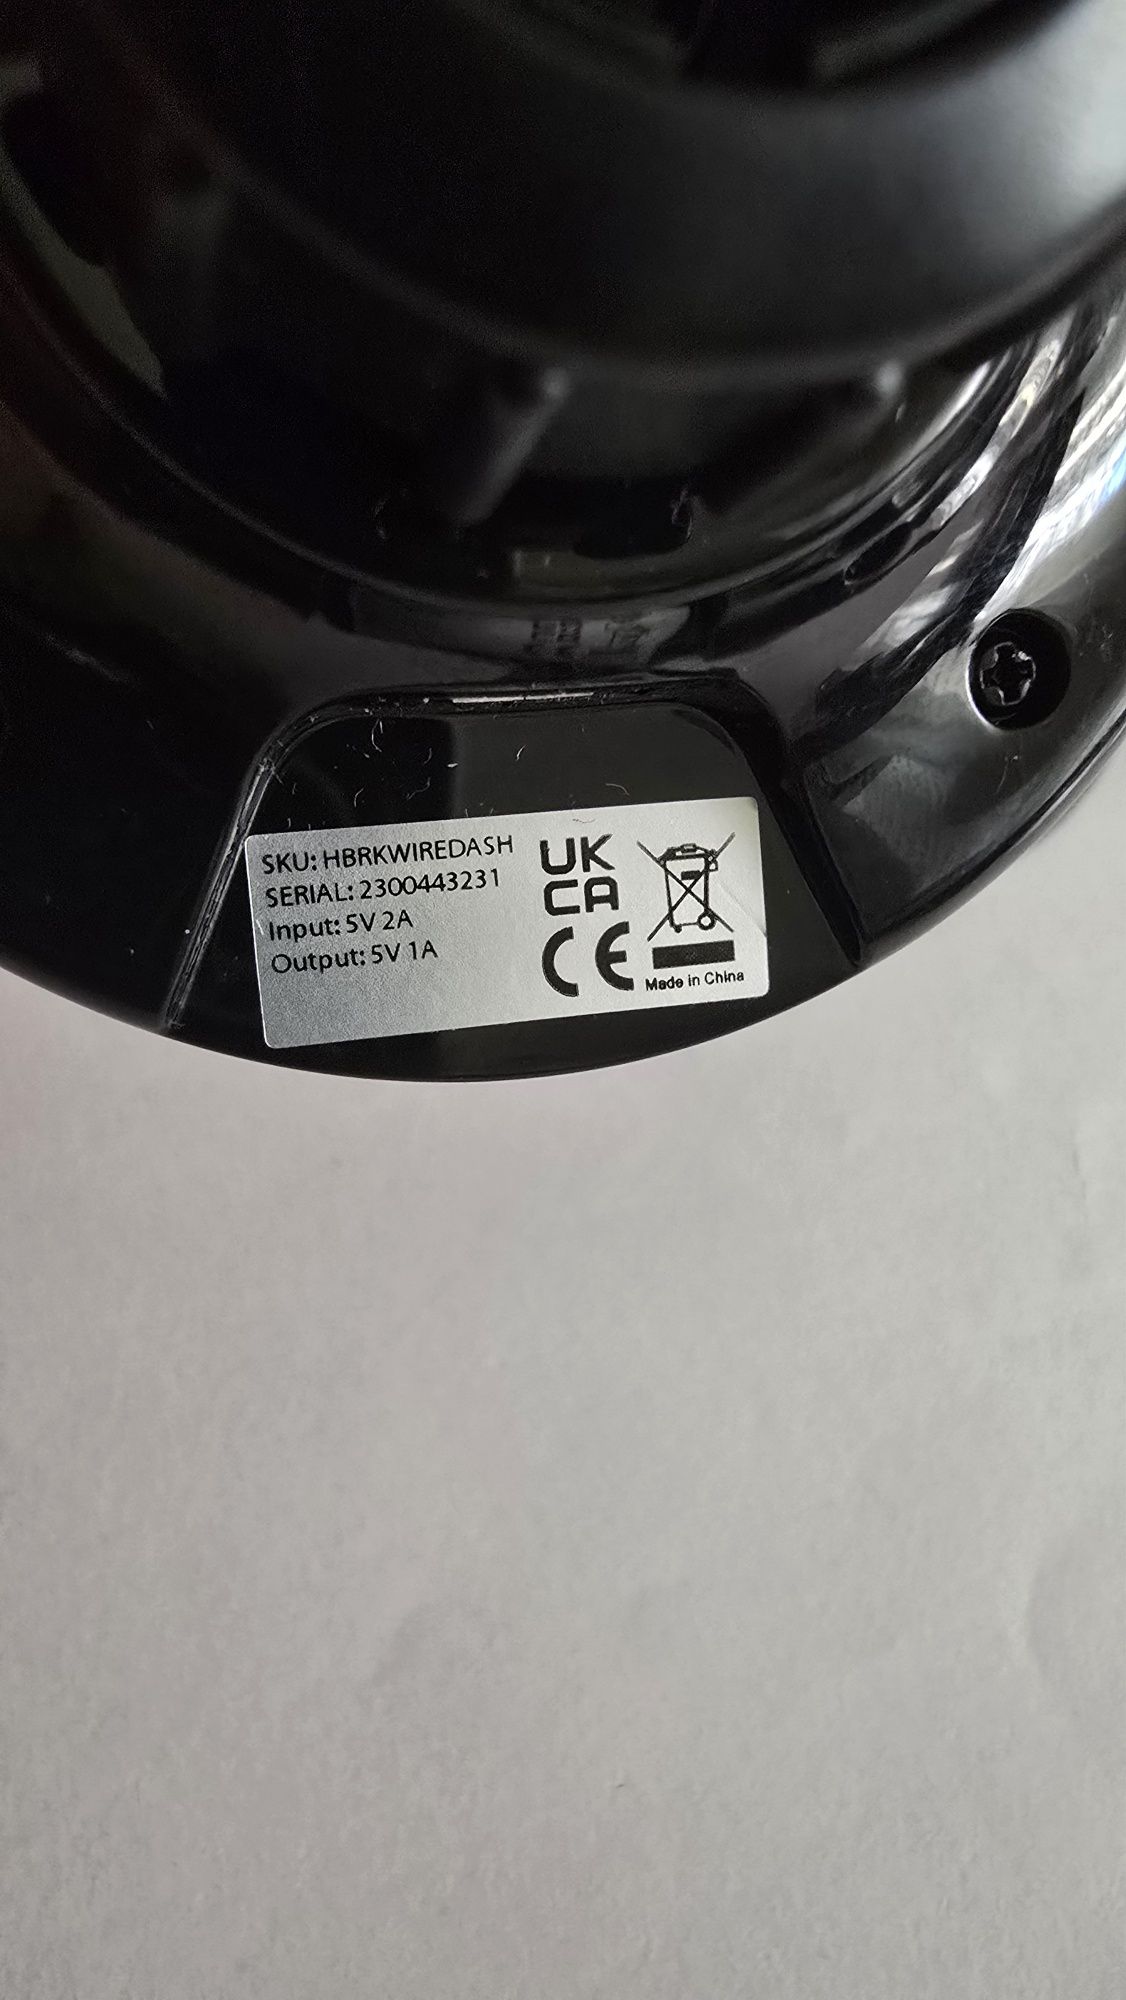 SKU: HBRKWIREDASH
SERIAL: 2300443231
Input: 5V 2A
Output: 5V 1A
UK
CA
CE
Made in China